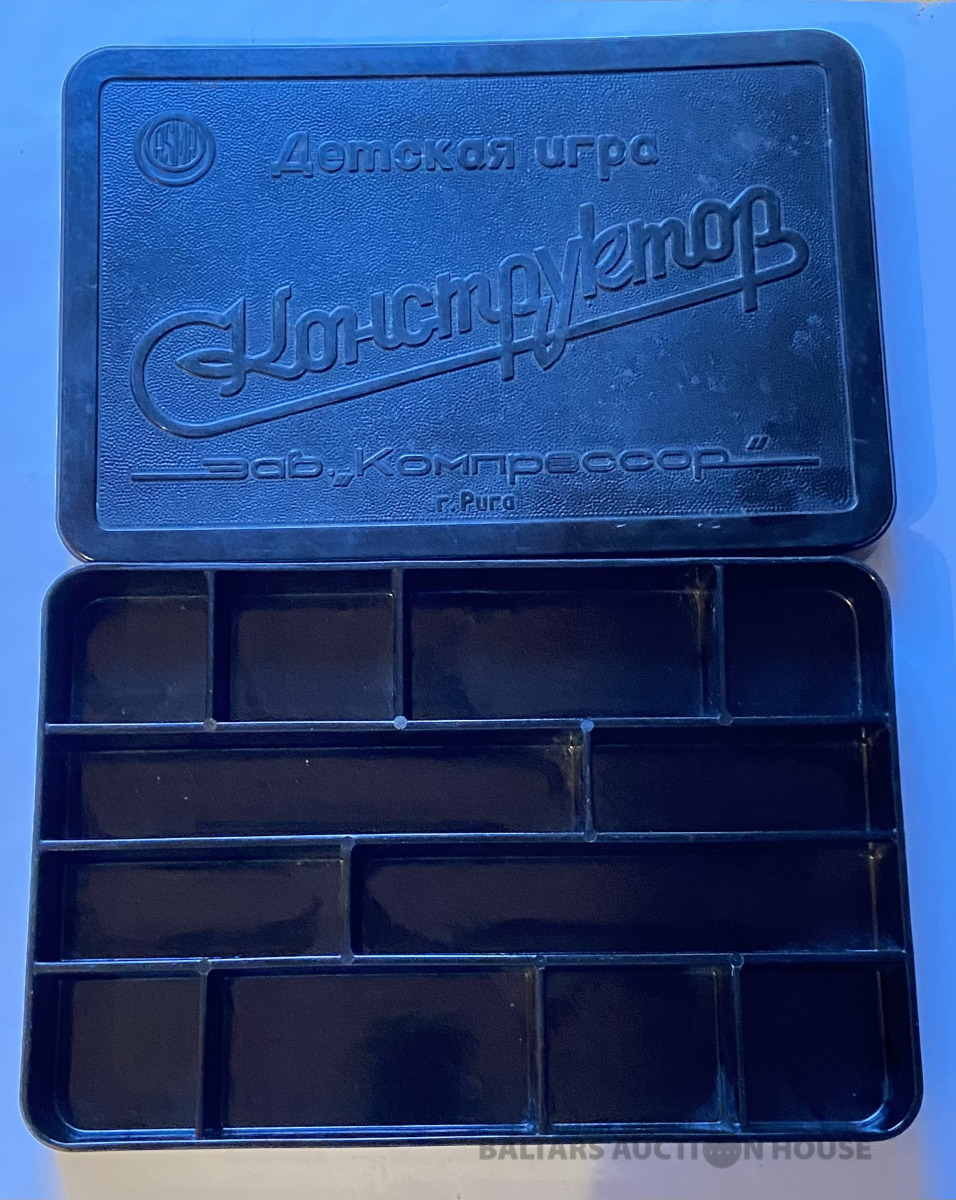 Детская игра
Конструктор
Зав. „Компрессор"
г. Рига
BALTARS AUCTION HOUSE